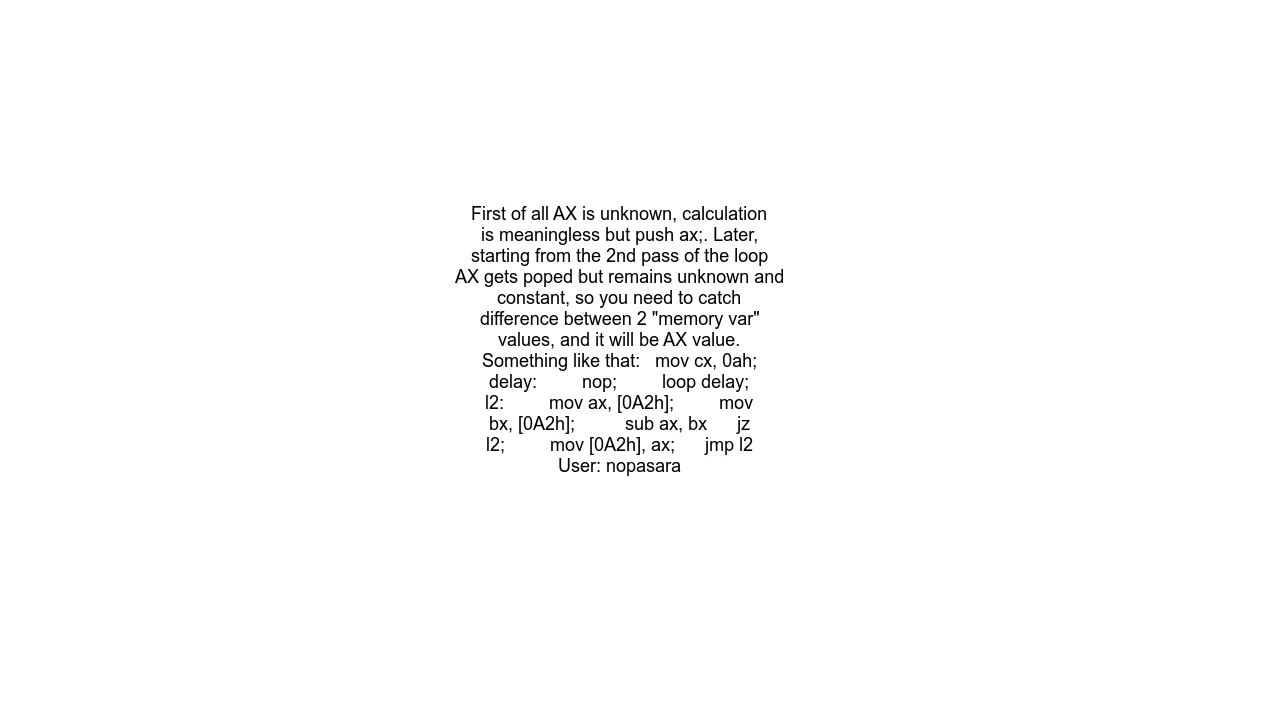 First of all AX is unknown, calculation
is meaningless but push ax;. Later,
starting from the 2nd pass of the loop
AX gets poped but remains unknown and
constant, so you need to catch
difference between 2 "memory var"
values, and it will be AX value.
Something like that:   mov cx, 0ah;
delay:         nop;         loop delay;
l2:         mov ax, [0A2h];         mov
bx, [0A2h];          sub ax, bx      jz
l2;         mov [0A2h], ax;      jmp l2
User: nopasara